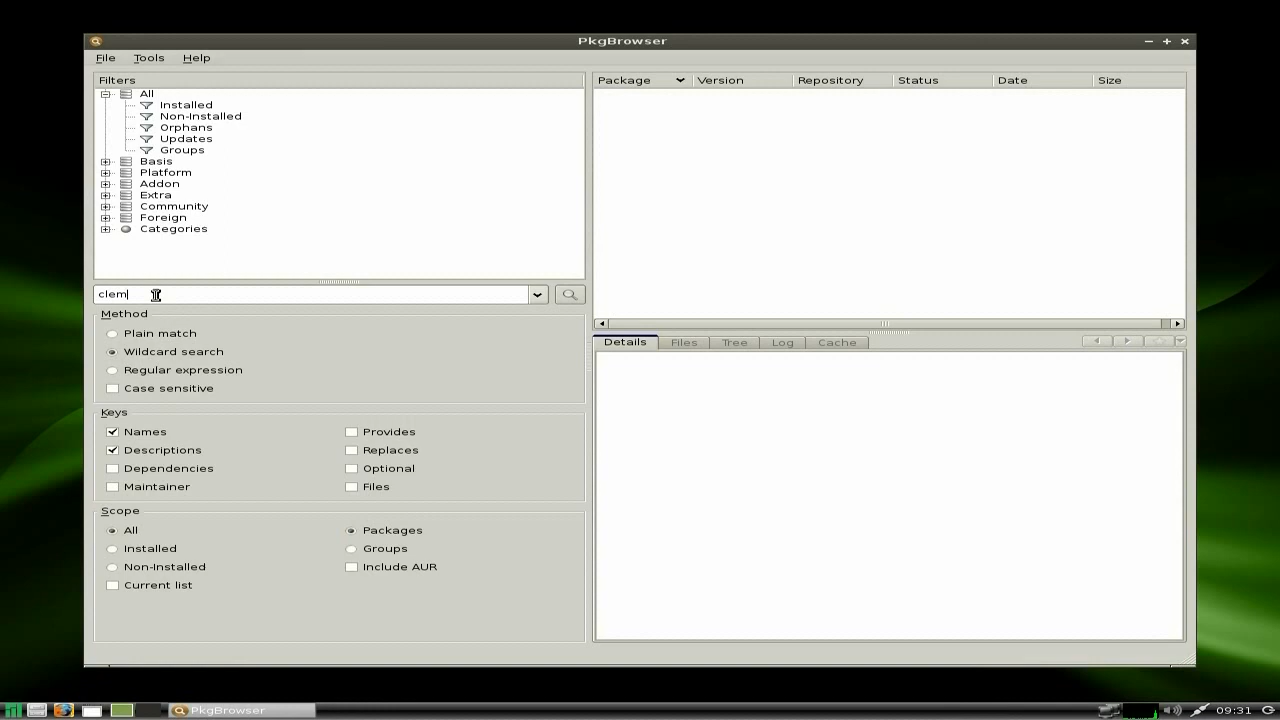 PkgBrowser
File Tools Help
Filters
All
Installed
Non-Installed
Orphans
Updates
Groups
Basis
Platform
Addon
Extra
Community
Foreign
Categories
clem
Method
Plain match
Wildcard search
Regular expression
Case sensitive
Keys
Names Provides
Descriptions Replaces
Dependencies Optional
Maintainer Files
Scope
All Packages
Installed Groups
Non-Installed Include AUR
Current list
Package Version Repository Status Date Size
Details Files Tree Log Cache
PkgBrowser
09:31